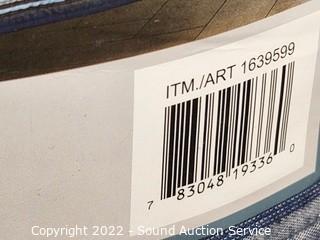 ITM./ART 1639599
7 83048 19336 0
Copyright 2022 - Sound Auction Service